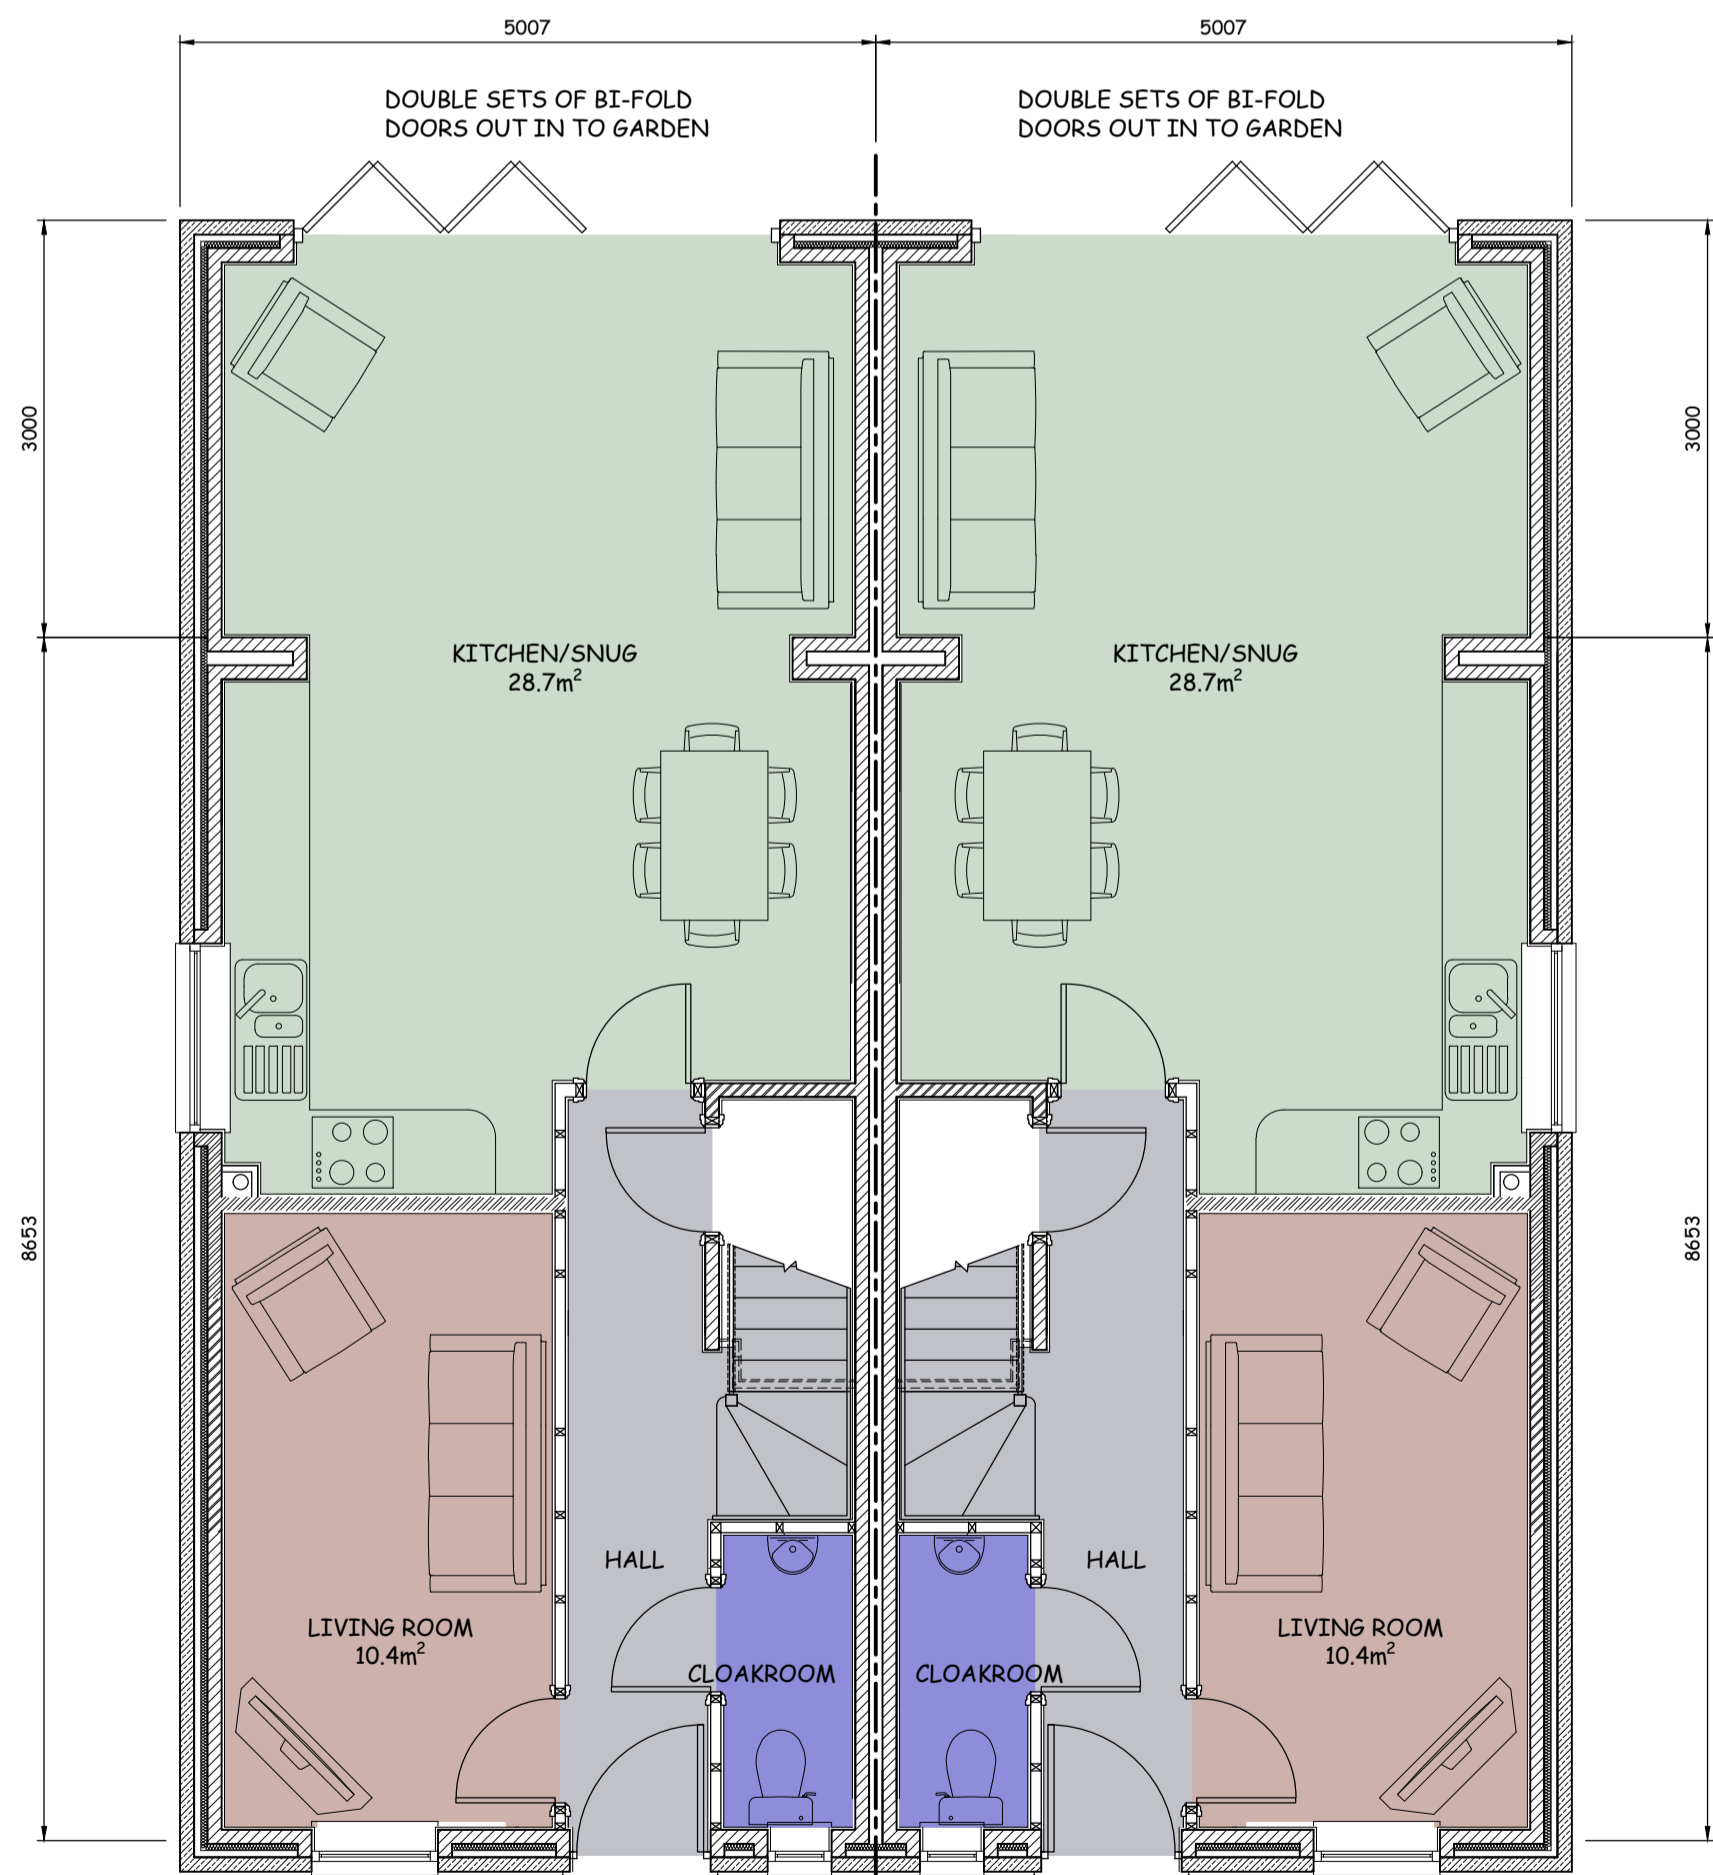 5007
5007
DOUBLE SETS OF BI-FOLD
DOORS OUT IN TO GARDEN
DOUBLE SETS OF BI-FOLD
DOORS OUT IN TO GARDEN
3000
3000
KITCHEN/SNUG
28.7m²
KITCHEN/SNUG
28.7m²
8653
8653
HALL
HALL
LIVING ROOM
10.4m²
LIVING ROOM
10.4m²
CLOAKROOM
CLOAKROOM